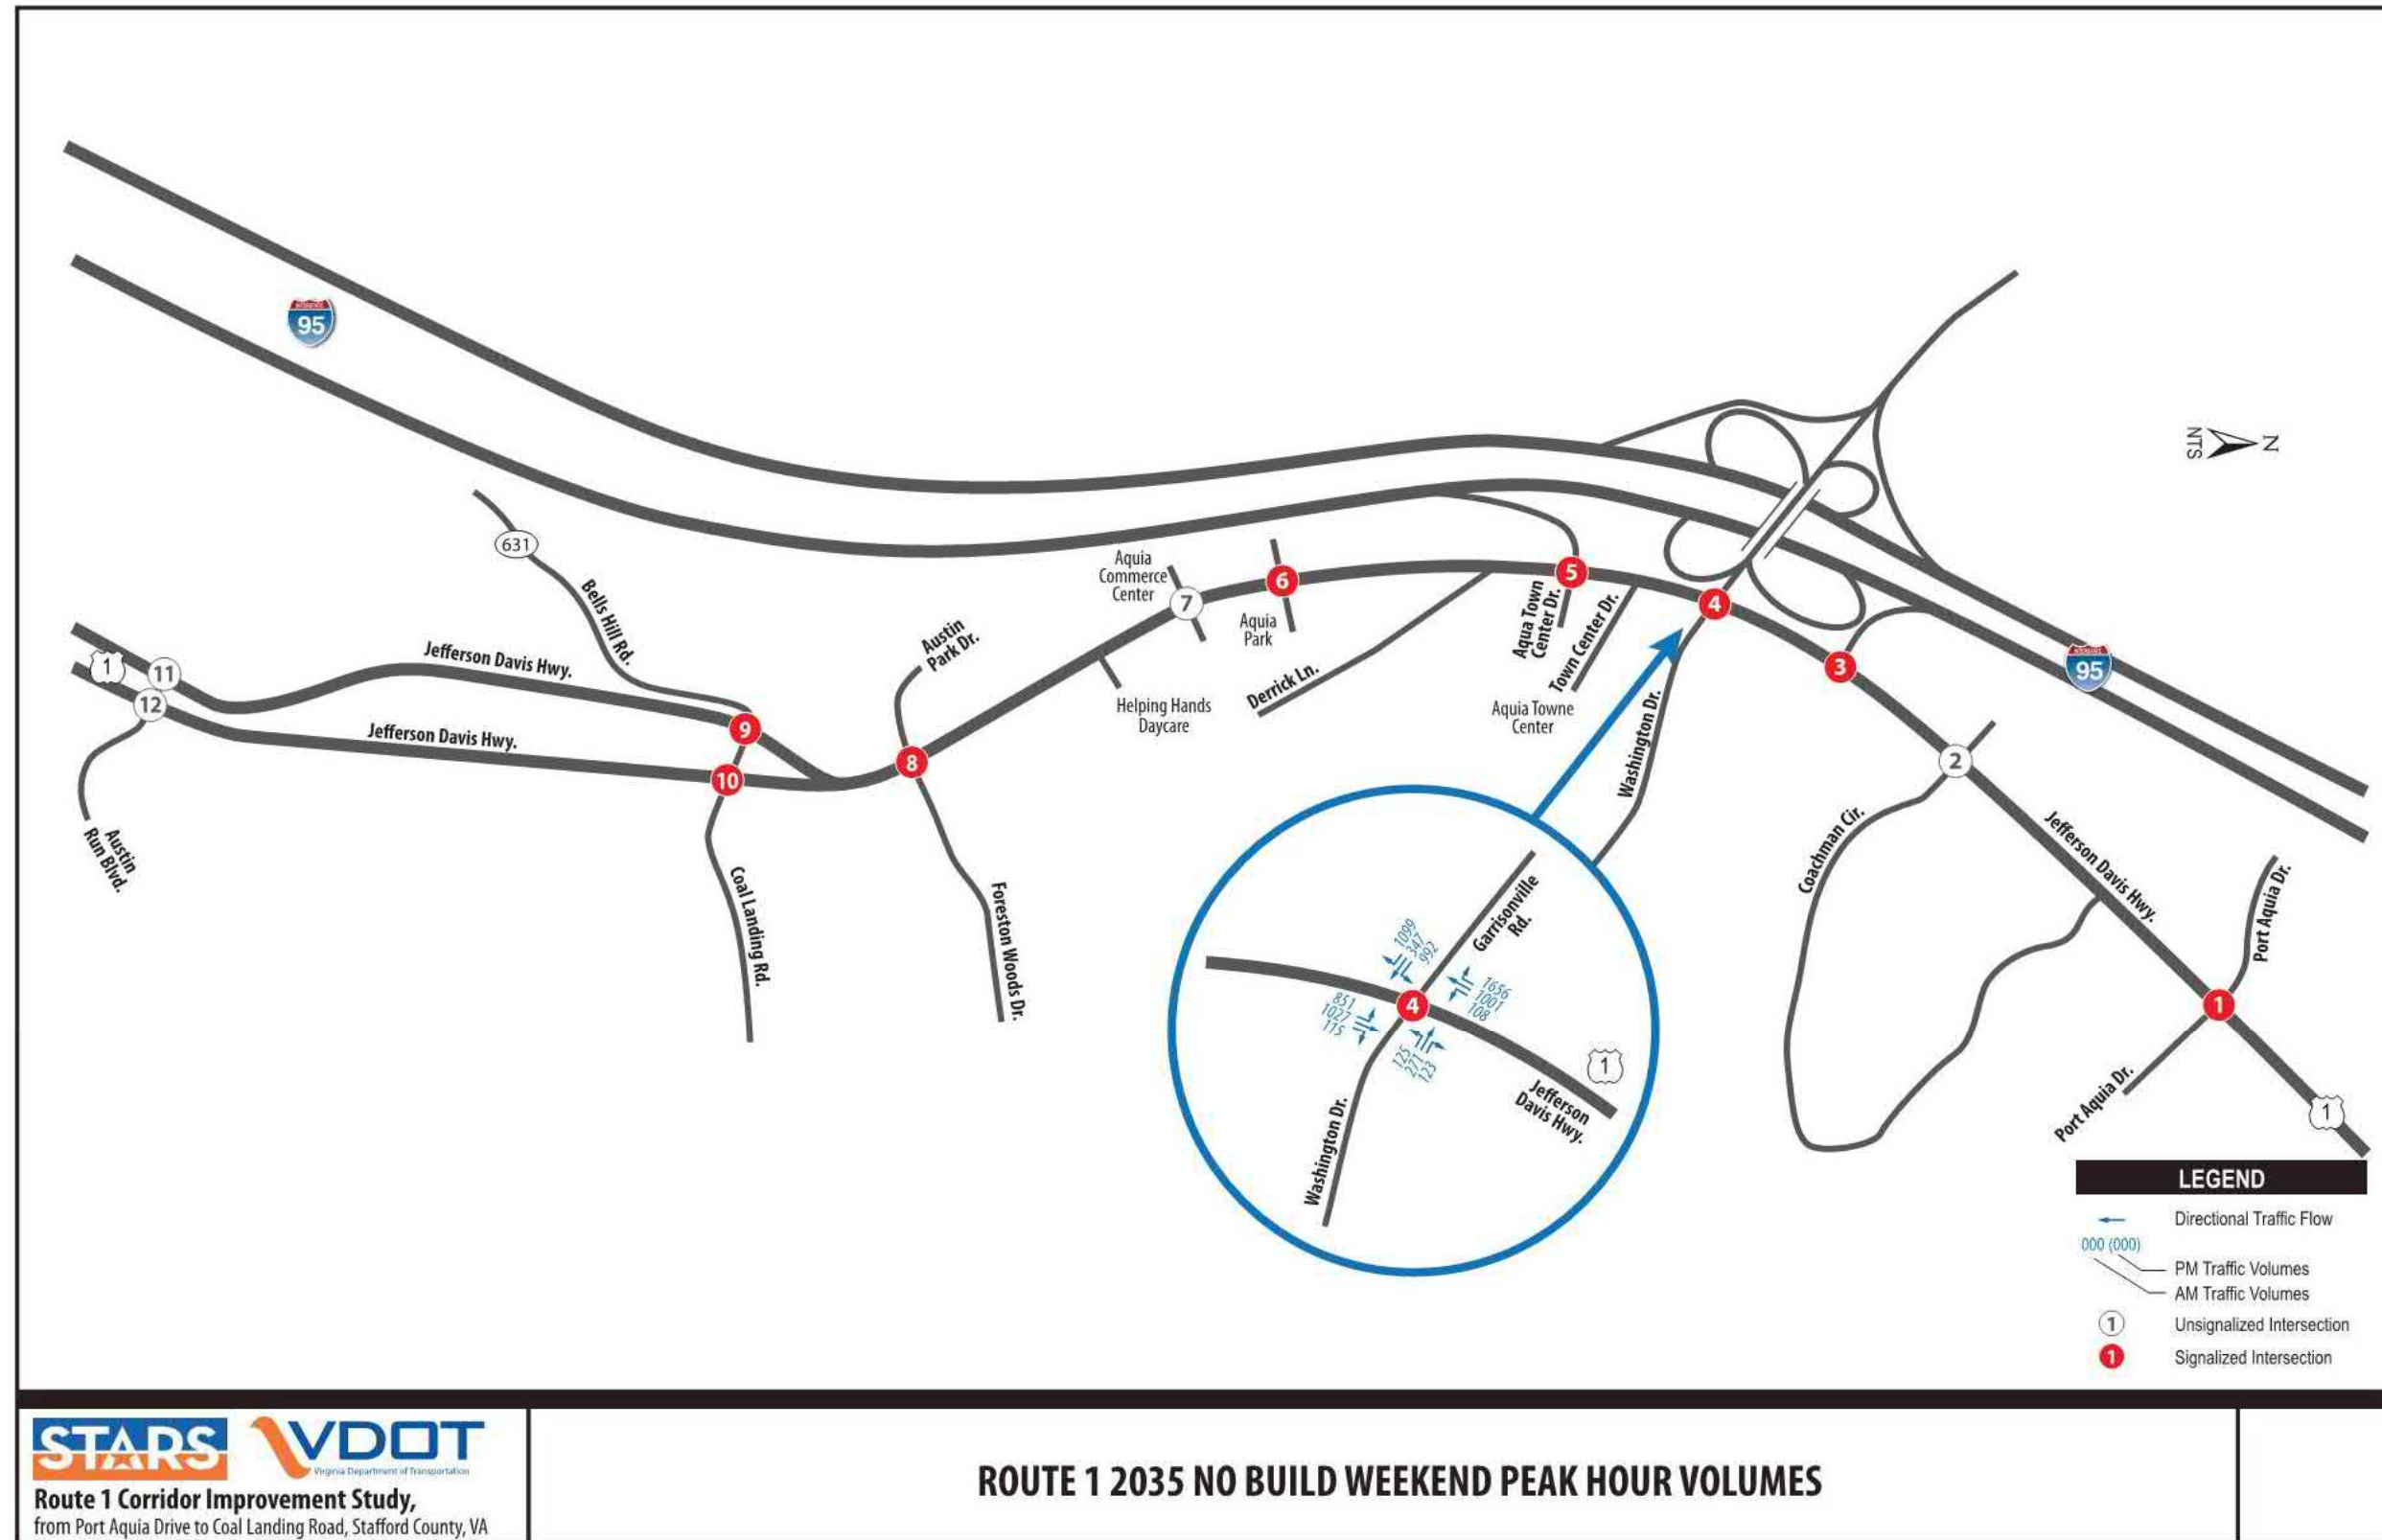 INTERSTATE
95
N
NTS
631
Bells Hill Rd.
Aquia
Commerce
Center
7
6
Aquia
Park
5
Aqua Town
Center Dr.
Town Center Dr.
4
3
INTERSTATE
95
1
11
12
Jefferson Davis Hwy.
Jefferson Davis Hwy.
9
10
8
Austin
Park Dr.
Helping Hands
Daycare
Derrick Ln.
Aquia Towne
Center
Washington Dr.
2
Coachman Cir.
Jefferson Davis Hwy.
Port Aquia Dr.
1
Port Aquia Dr.
1
Austin
Run Blvd.
Coal Landing Rd.
Foreston Woods Dr.
Garrisonville
Rd.
1099
347
992
1656
1001
108
4
851
1027
115
125
271
123
1
Jefferson
Davis Hwy.
Washington Dr.
LEGEND
Directional Traffic Flow
000 (000)
PM Traffic Volumes
AM Traffic Volumes
1 Unsignalized Intersection
1 Signalized Intersection
STARS VDOT
Virginia Department of Transportation
Route 1 Corridor Improvement Study,
from Port Aquia Drive to Coal Landing Road, Stafford County, VA
ROUTE 1 2035 NO BUILD WEEKEND PEAK HOUR VOLUMES